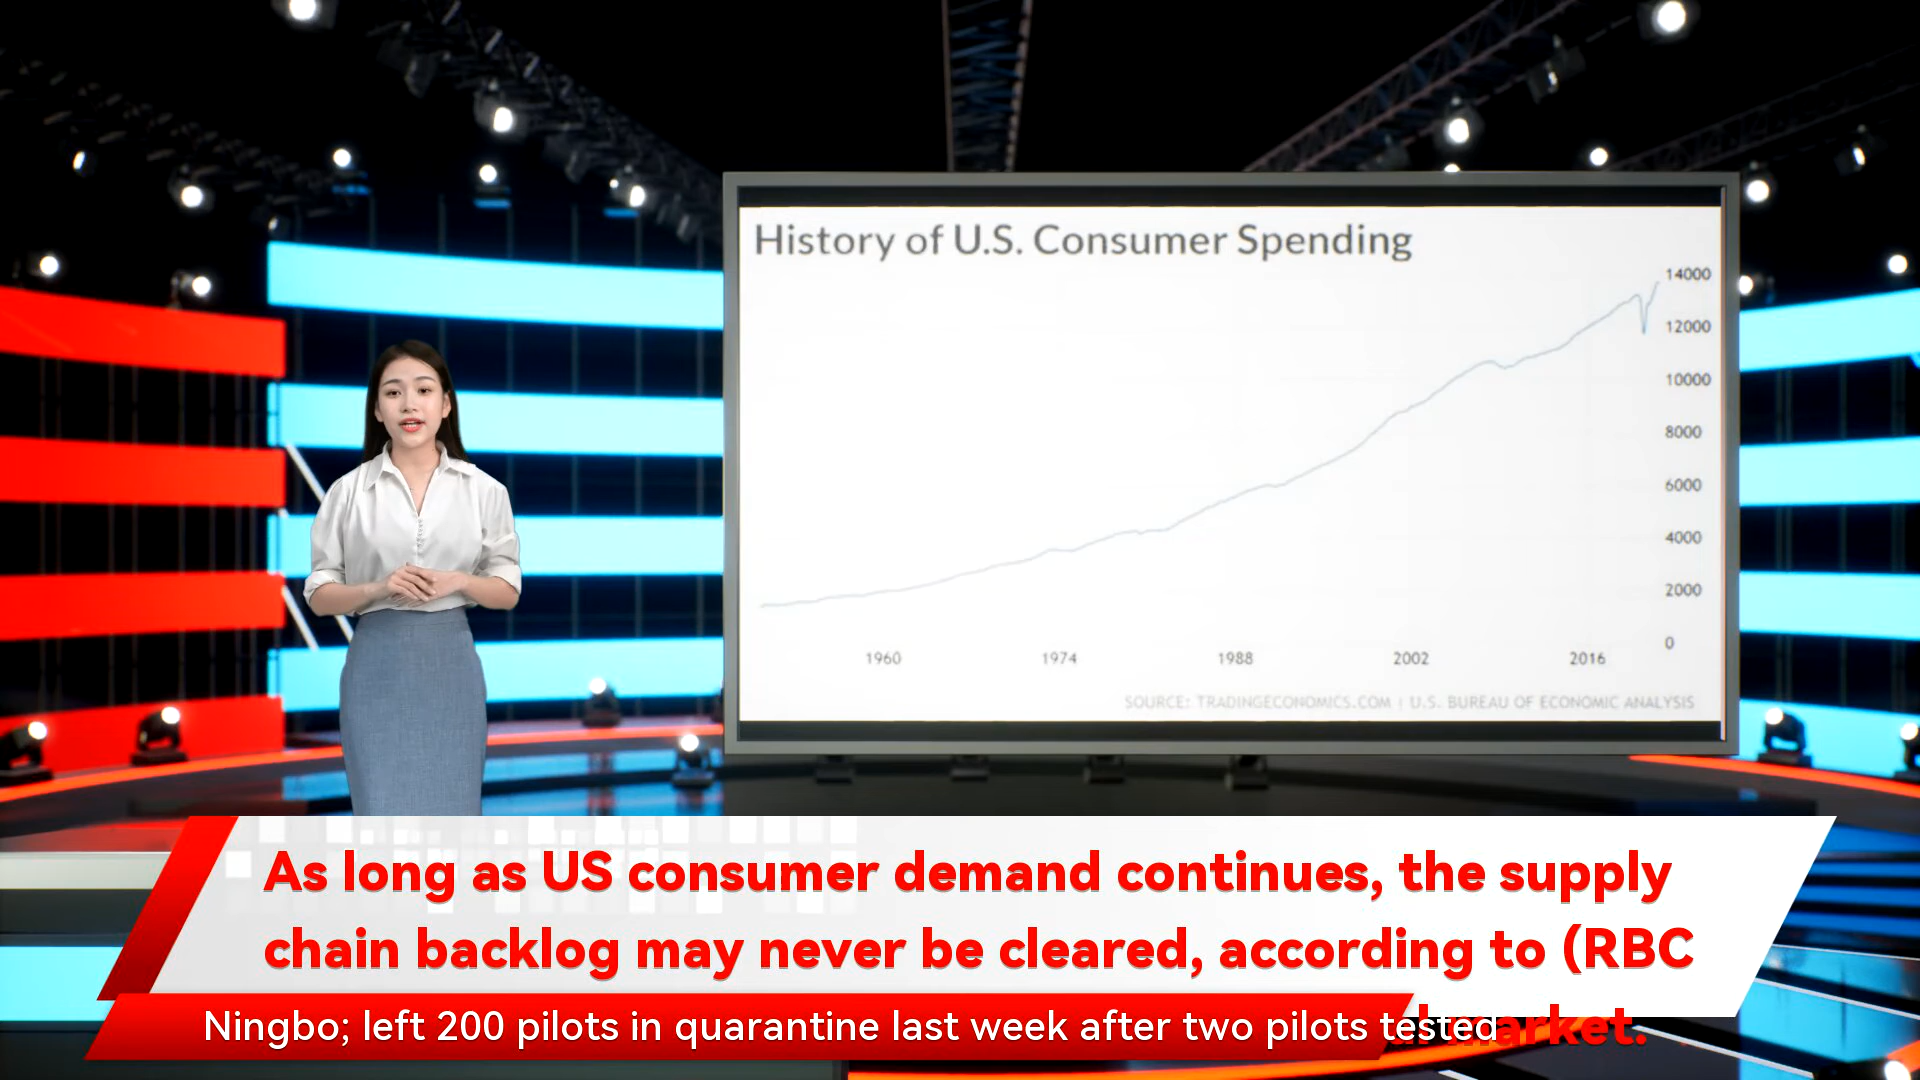 History of U.S. Consumer Spending
14000
12000
10000
8000
6000
4000
2000
0
1960 1974 1988 2002 2016
SOURCE: TRADINGECONOMICS.COM | U.S. BUREAU OF ECONOMIC ANALYSIS
As long as US consumer demand continues, the supply
chain backlog may never be cleared, according to (RBC
market.
Ningbo; left 200 pilots in quarantine last week after two pilots tested